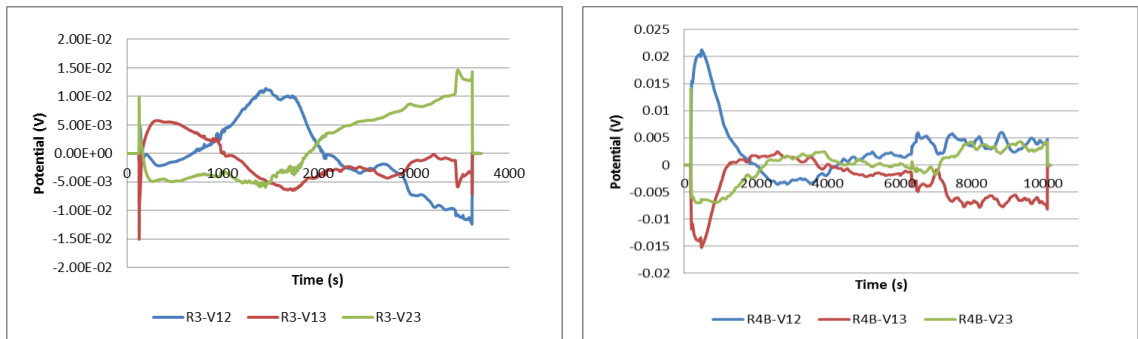 2.00E-02
1.50E-02
1.00E-02
5.00E-03
0.00E+00
-5.00E-03
-1.00E-02
-1.50E-02
-2.00E-02
Potential (V)
0 1000 2000 3000 4000
Time (s)
R3-V12 R3-V13 R3-V23
0.025
0.02
0.015
0.01
0.005
0
-0.005
-0.01
-0.015
-0.02
Potential (V)
0 2000 4000 6000 8000 10000
Time (s)
R4B-V12 R4B-V13 R4B-V23